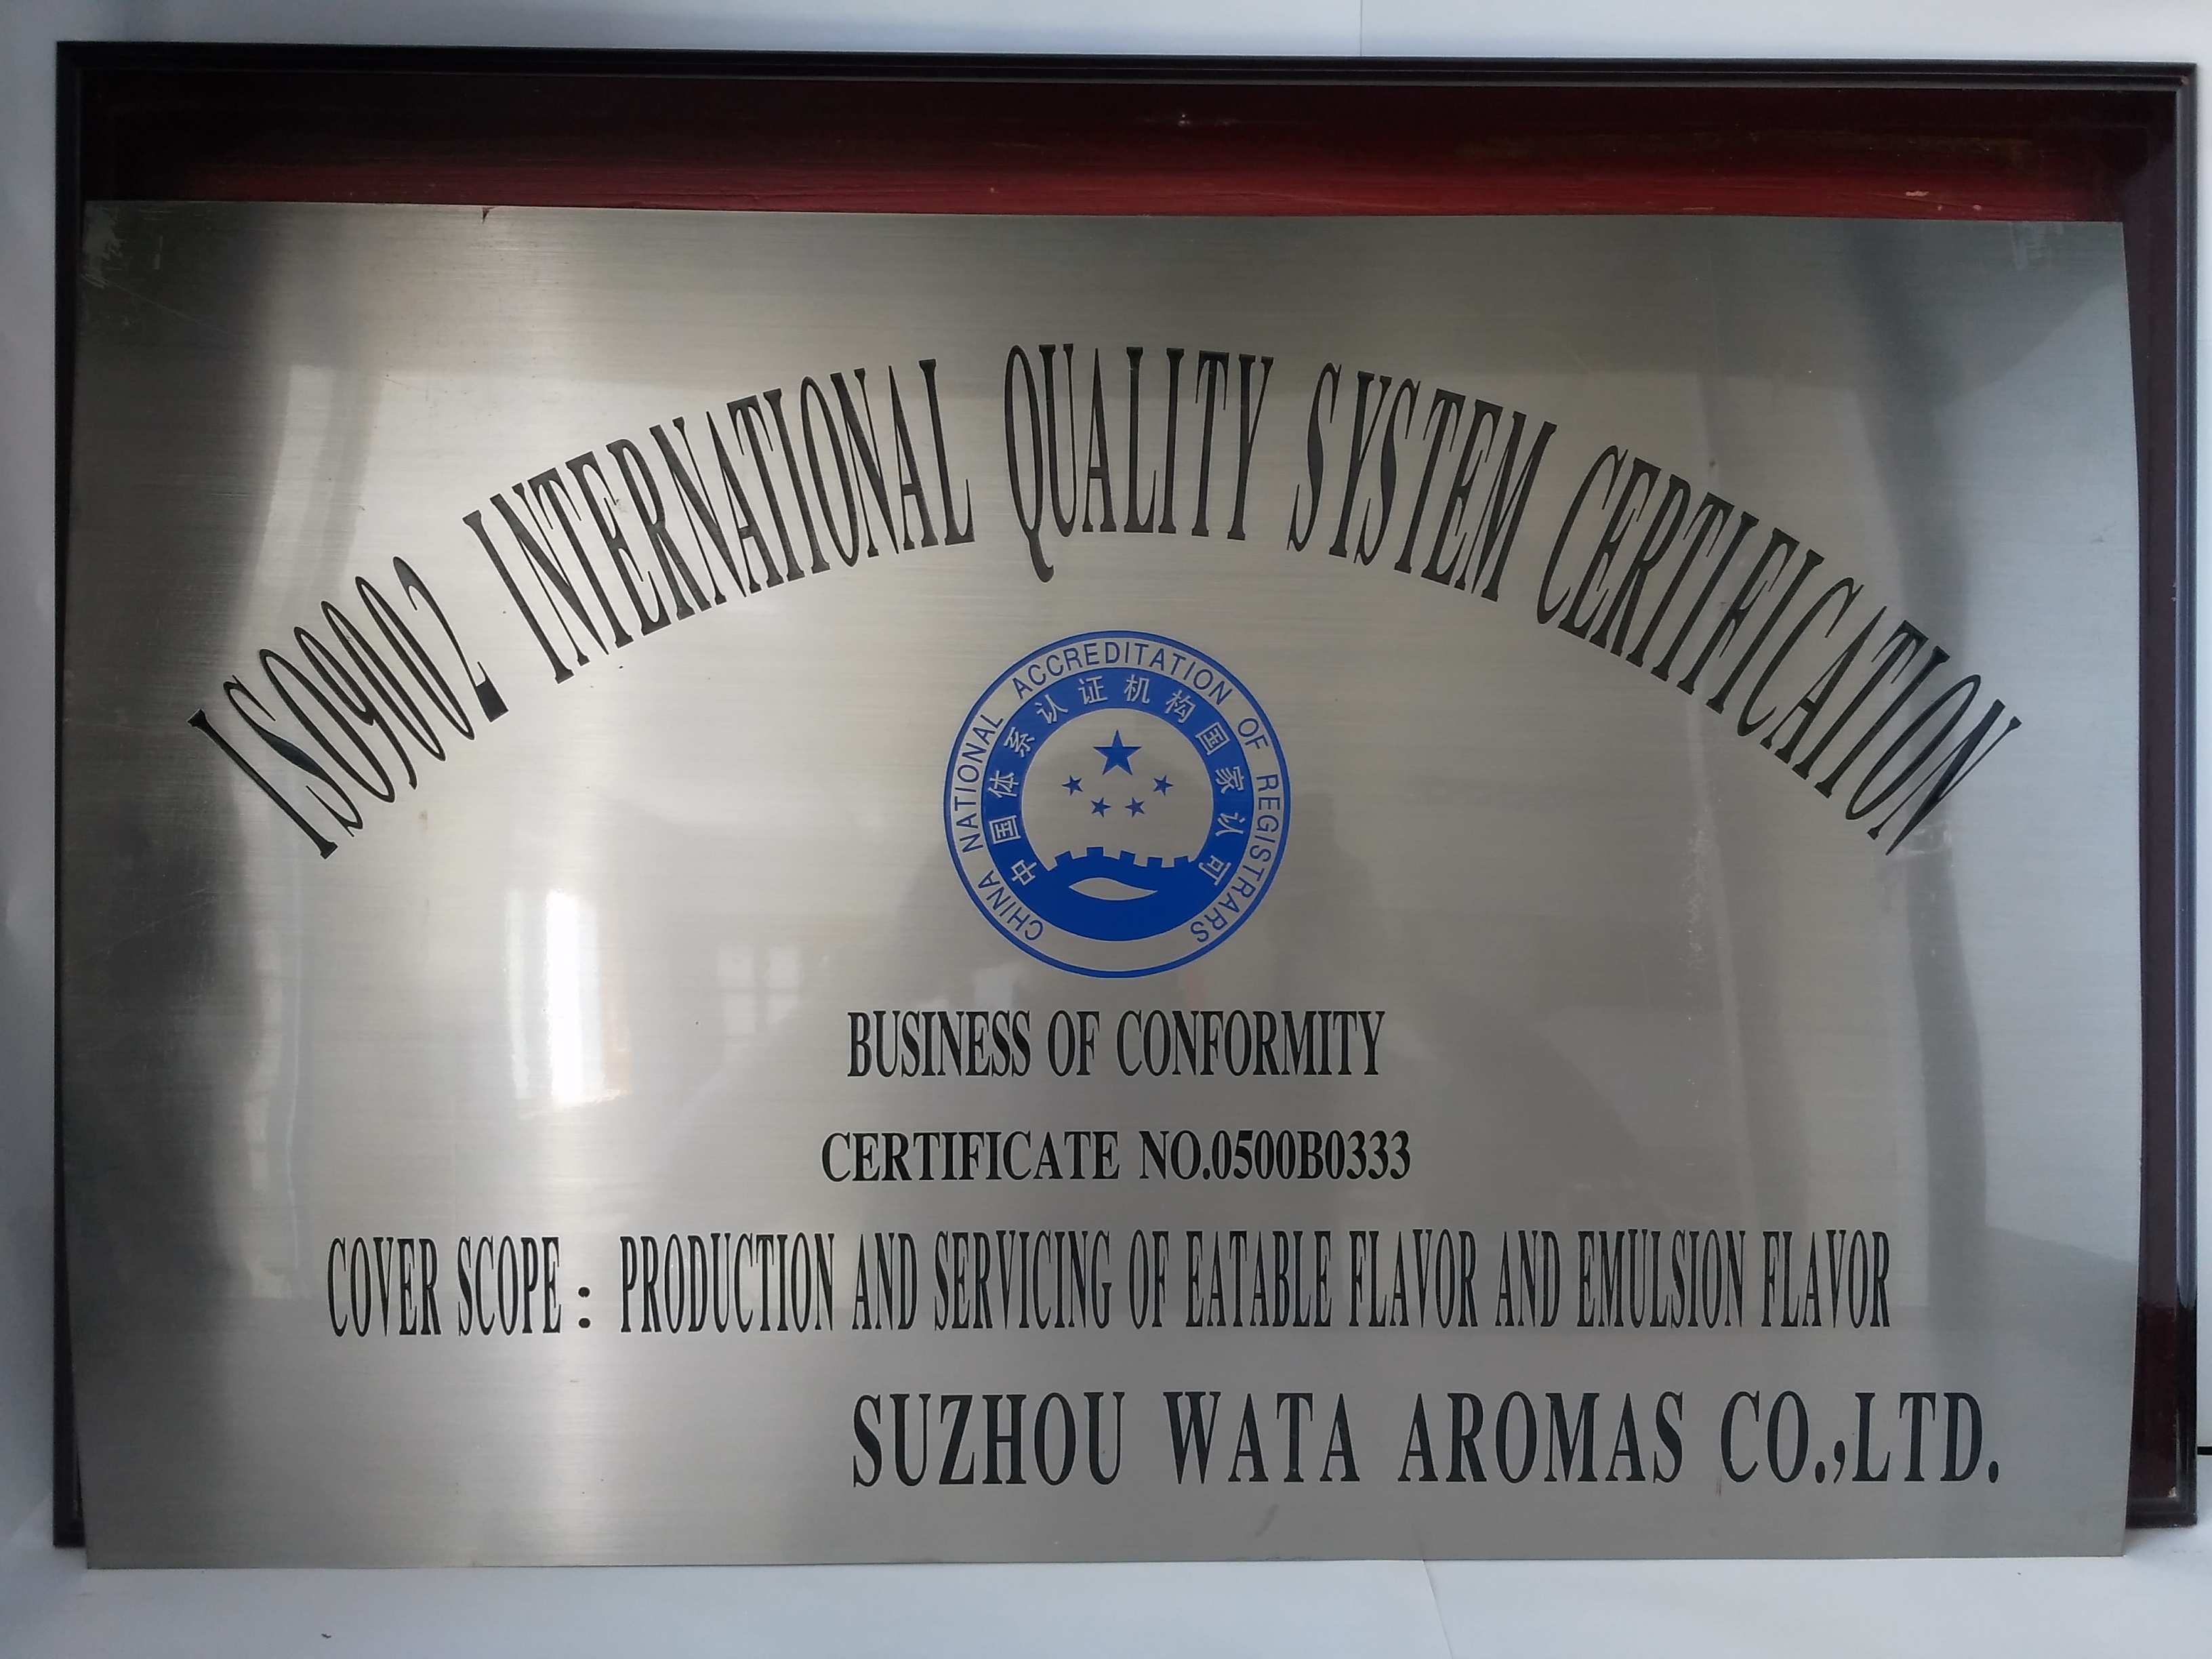 ISO9002 INTERNATIONAL QUALITY SYSTEM CERTIFICATION
CHINA NATIONAL ACCREDITATION OF REGISTRARS
中国体系认证机构国家认可
BUSINESS OF CONFORMITY
CERTIFICATE NO.0500B0333
COVER SCOPE: PRODUCTION AND SERVICING OF EATABLE FLAVOR AND EMULSION FLAVOR
SUZHOU WATA AROMAS CO.,LTD.